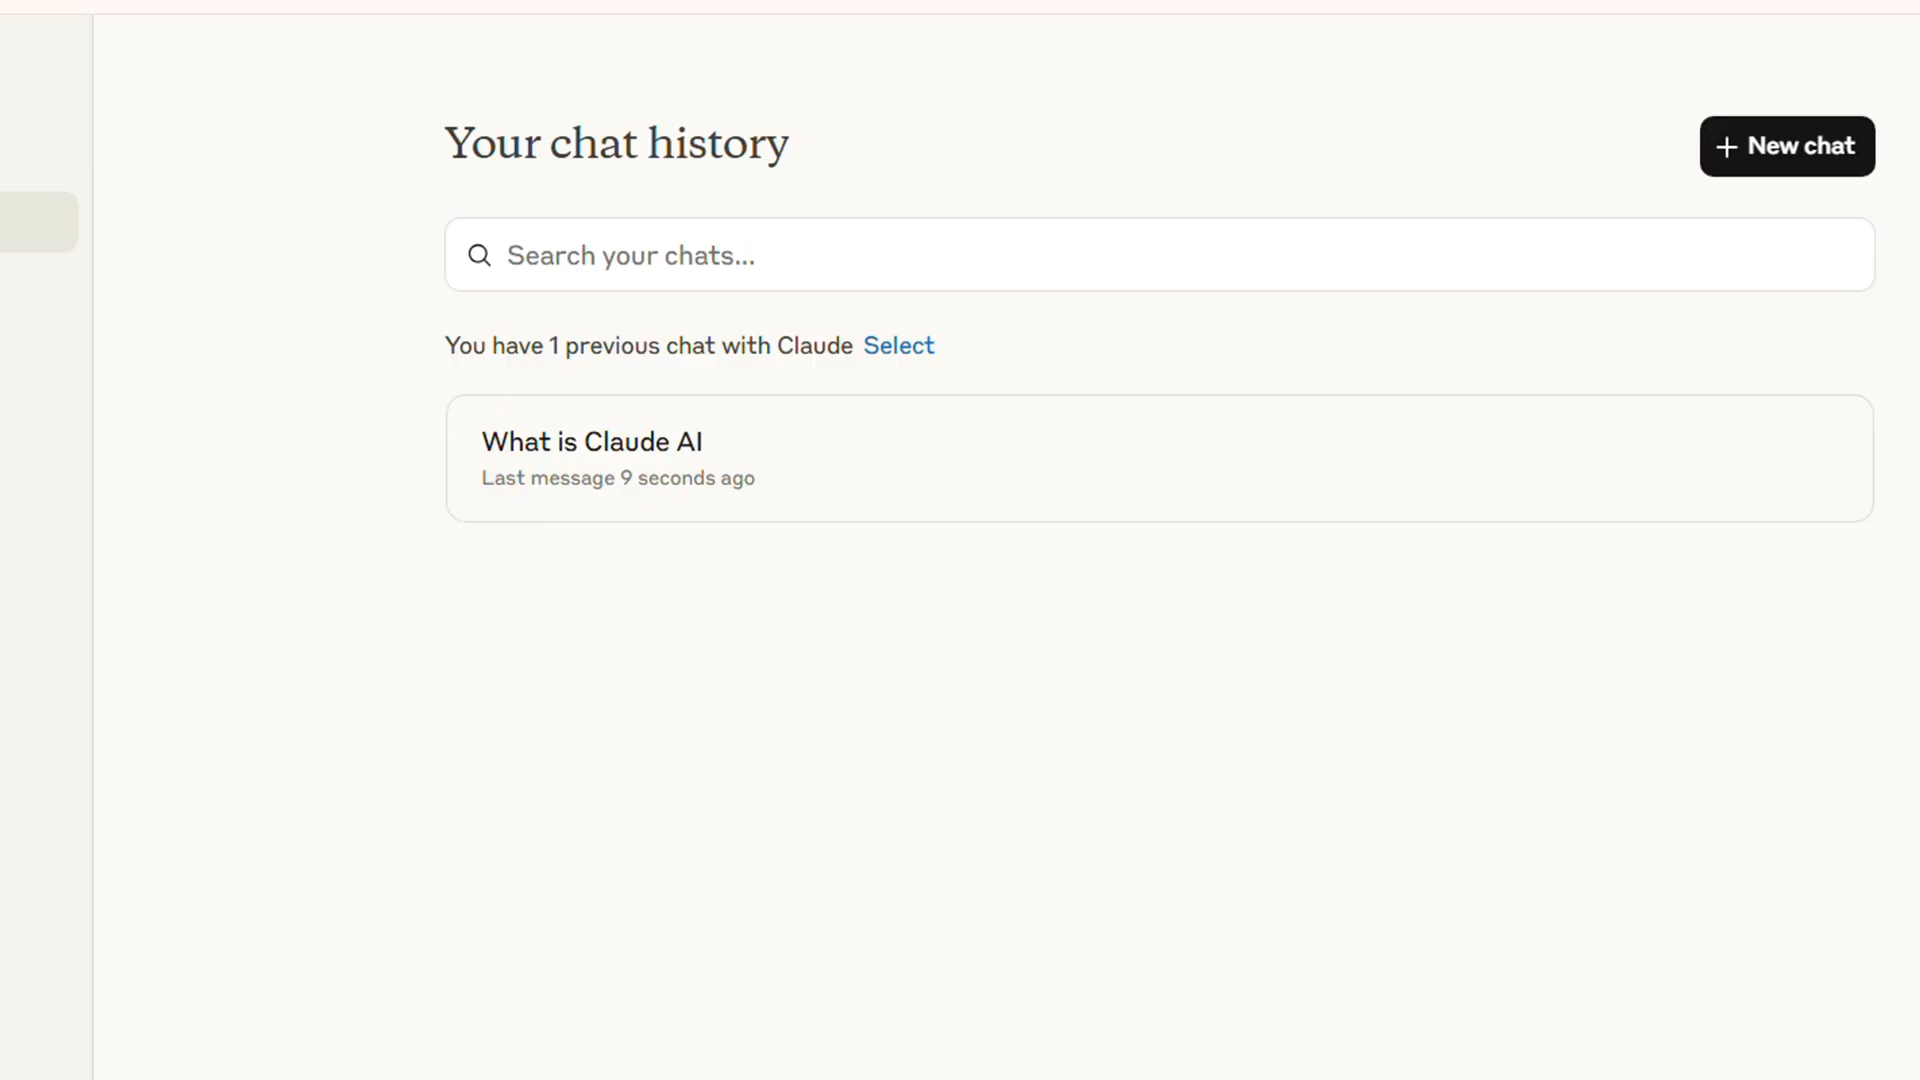 Your chat history
New chat
Search your chats...
You have 1 previous chat with Claude Select
What is Claude AI
Last message 9 seconds ago